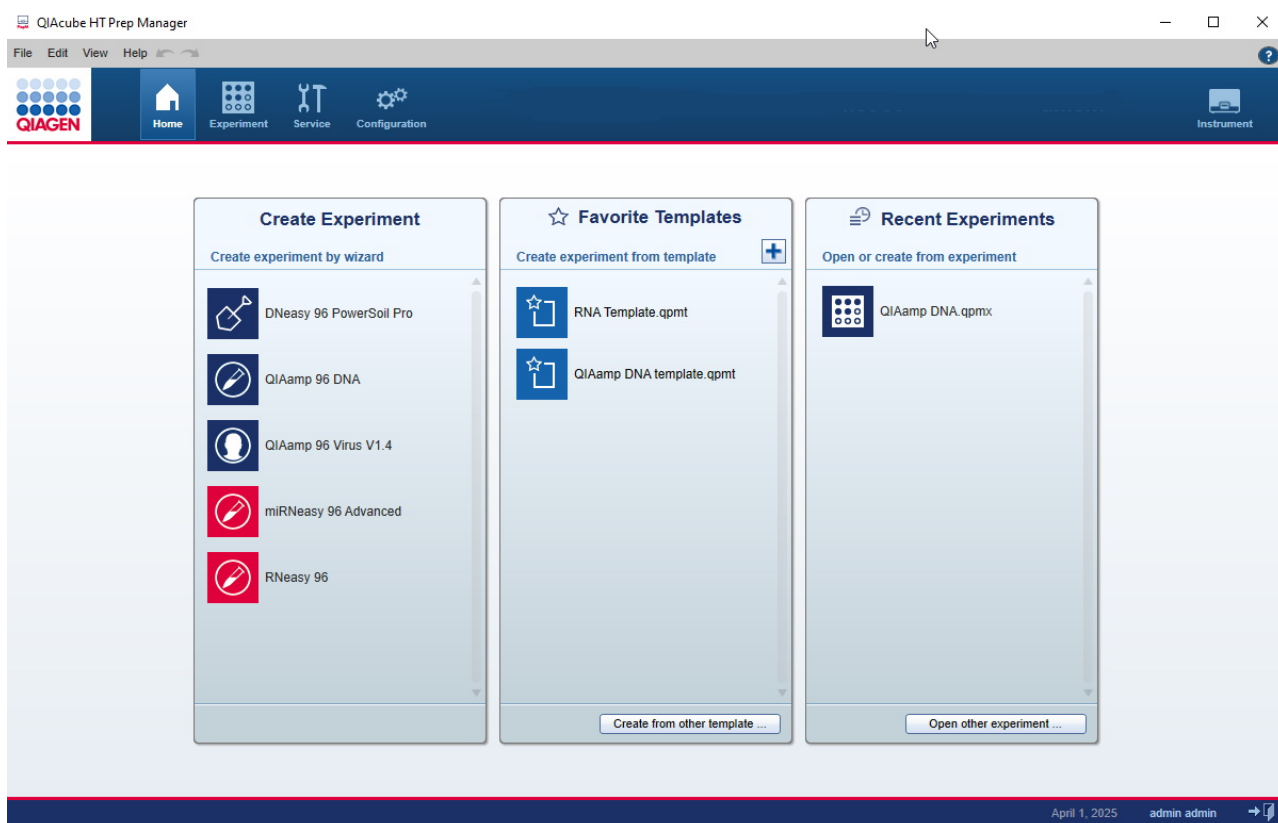 QIAcube HT Prep Manager
File Edit View Help
?
QIAGEN
Home Experiment Service Configuration Instrument
Create Experiment
Create experiment by wizard
DNeasy 96 PowerSoil Pro
QIAamp 96 DNA
QIAamp 96 Virus V1.4
miRNeasy 96 Advanced
RNeasy 96
Favorite Templates
Create experiment from template
RNA Template.qpmt
QIAamp DNA template.qpmt
Create from other template ...
Recent Experiments
Open or create from experiment
QIAamp DNA.qpmx
Open other experiment ...
April 1, 2025 admin admin